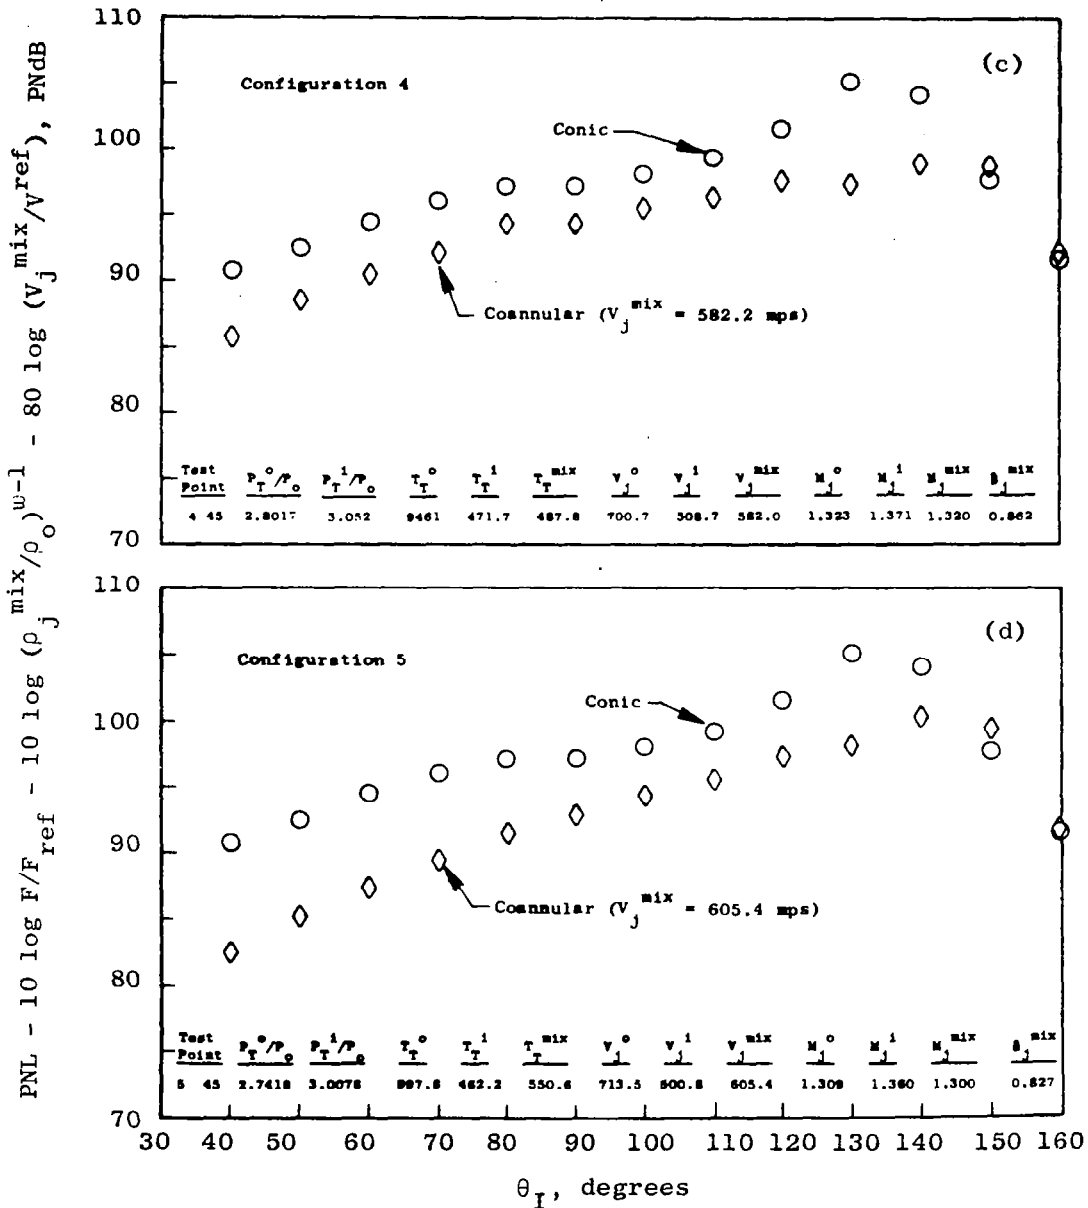 PNL - 10 log F/F_ref - 10 log (ρ_j^mix/ρ_o)^w-1 - 80 log (V_j^mix/V^ref), PNdB
110
100
90
80
70
(c)
Configuration 4
Conic
Coannular (V_j^mix = 582.2 mps)
Test Point P_T^o/P_o P_T^i/P_o T_T^o T_T^i T_T^mix V_j^o V_j^i V_j^mix M_j^o M_j^i M_j^mix
4 45 2.8017 3.052 9461 471.7 487.8 700.7 308.7 582.0 1.323 1.371 1.320 0.862
110
100
90
80
70
(d)
Configuration 5
Conic
Coannular (V_j^mix = 605.4 mps)
Test Point P_T^o/P_o P_T^i/P_o T_T^o T_T^i T_T^mix V_j^o V_j^i V_j^mix M_j^o M_j^i M_j^mix
5 45 2.7418 3.0078 997.8 462.2 550.6 713.5 600.8 605.4 1.309 1.360 1.300 0.827
30 40 50 60 70 80 90 100 110 120 130 140 150 160
θ_I, degrees